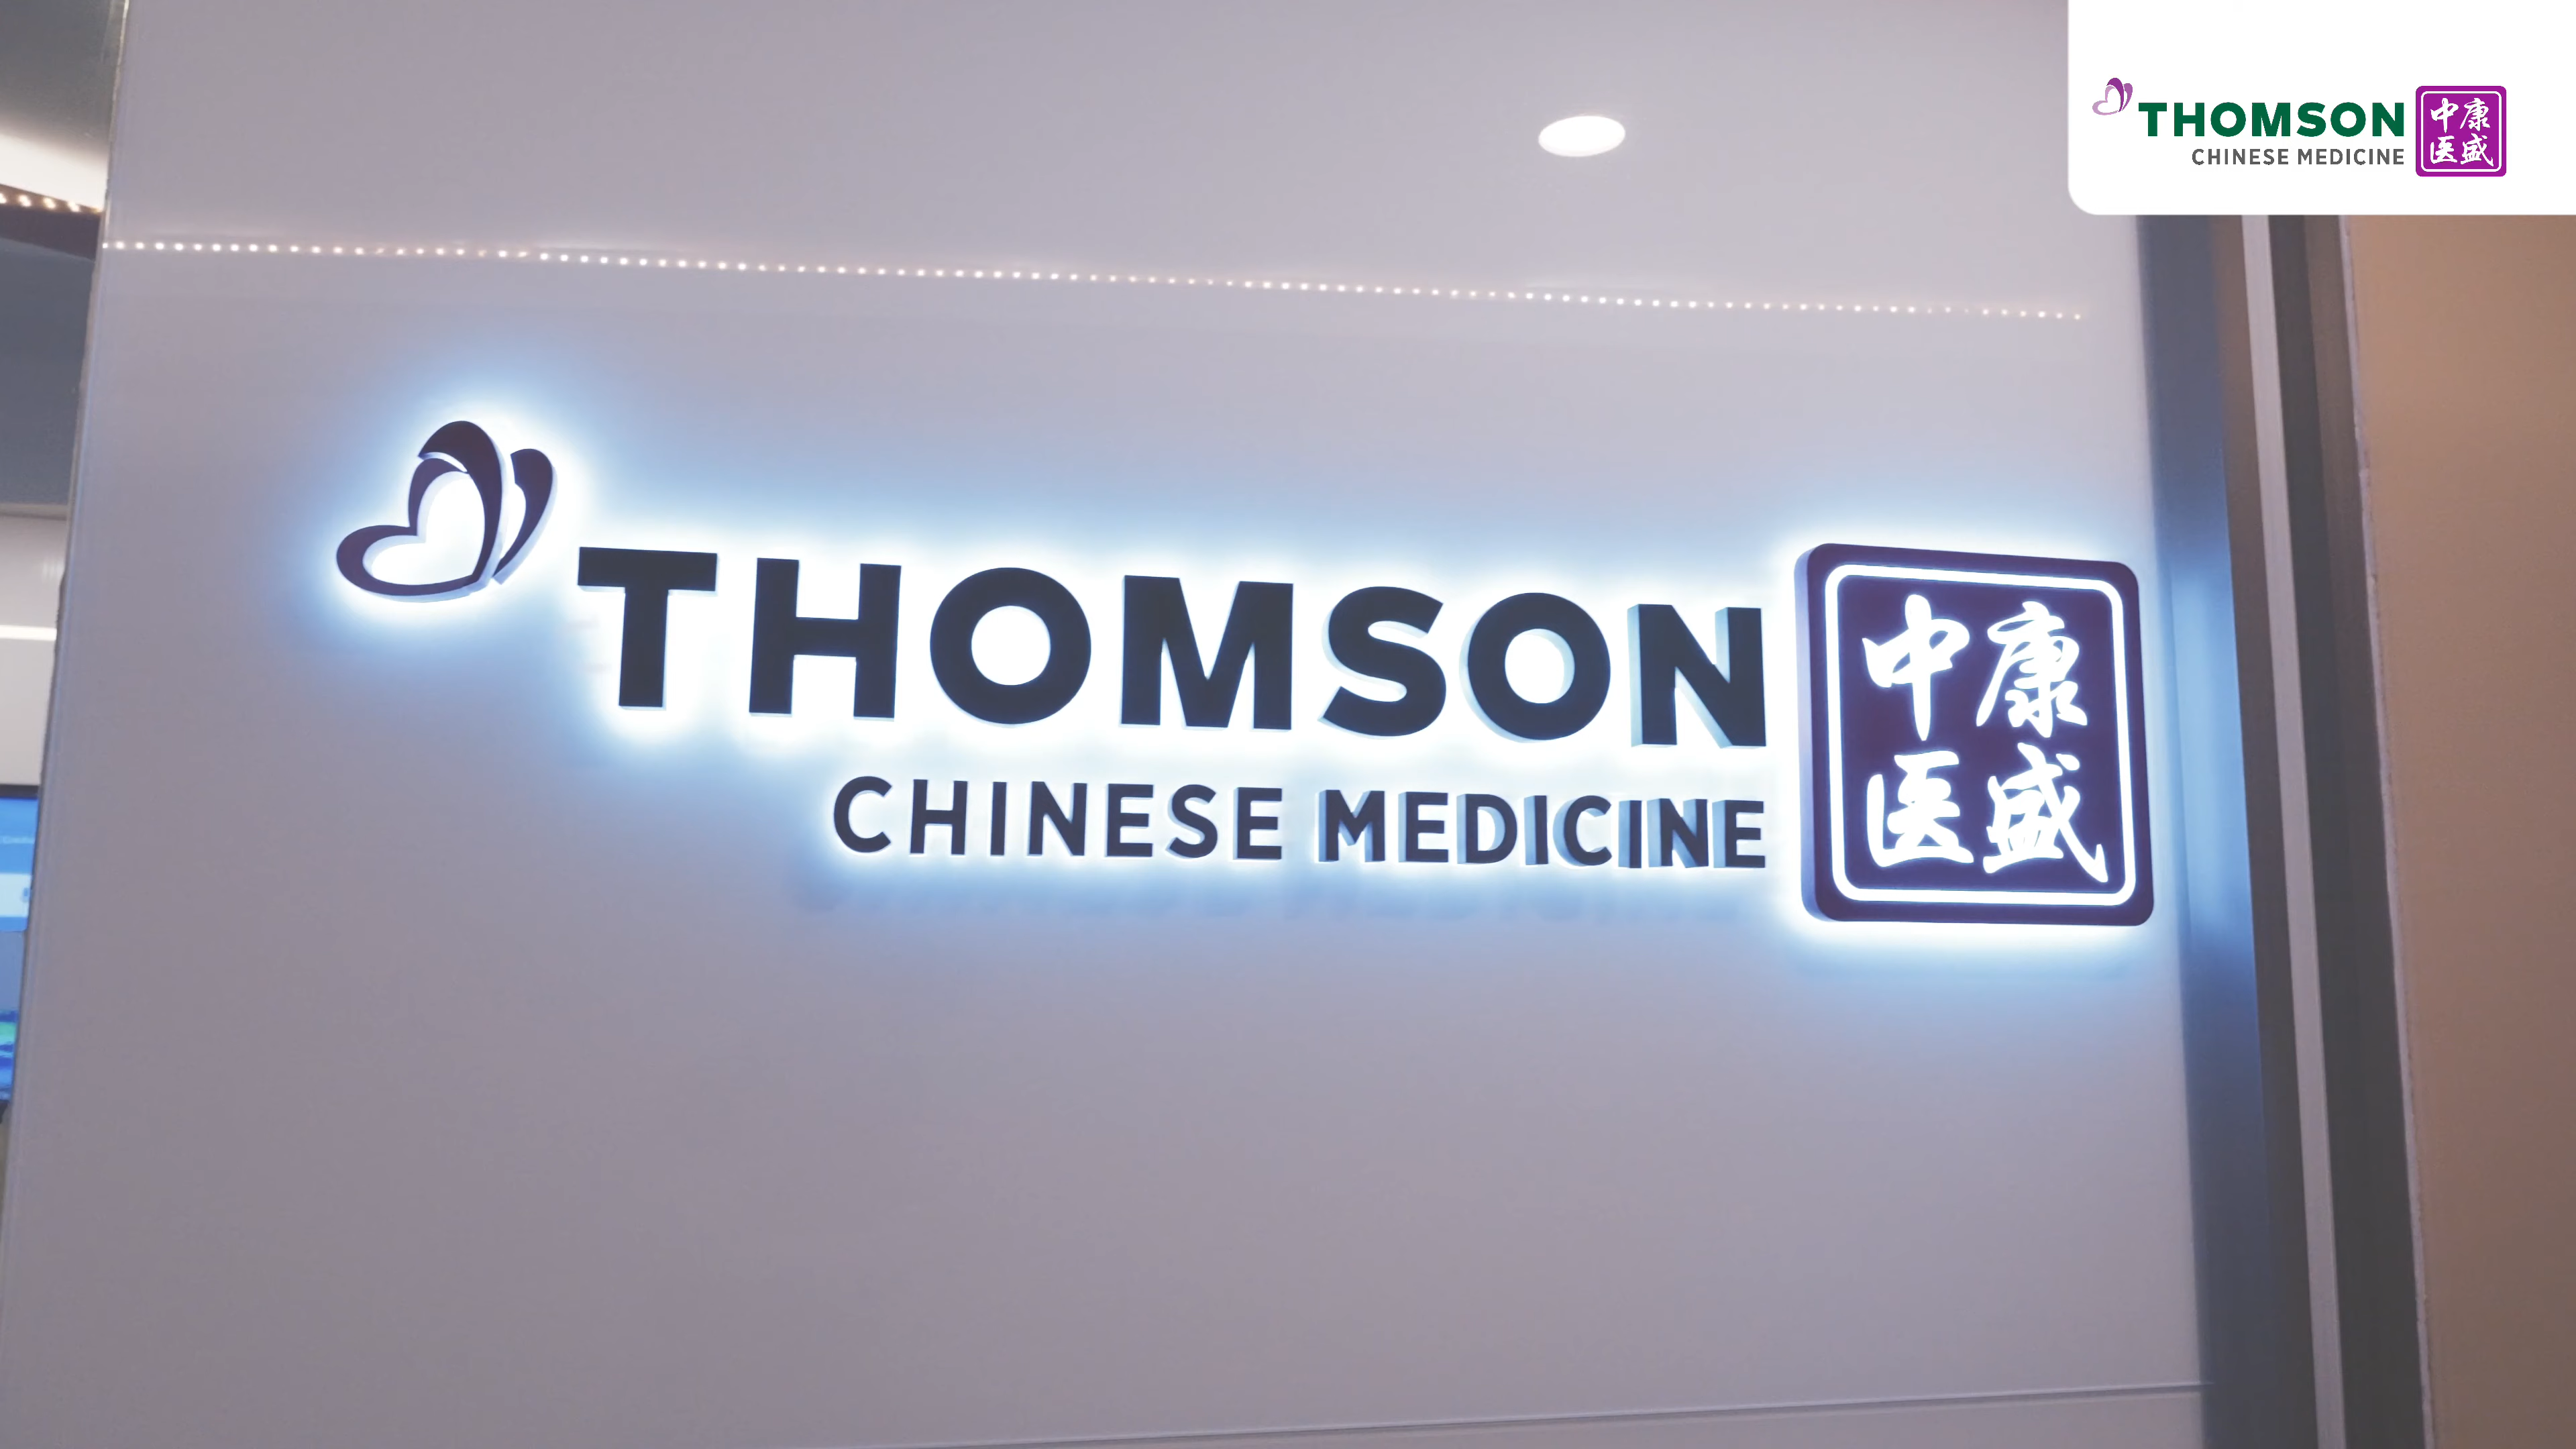 THOMSON
CHINESE MEDICINE
中康
医盛
THOMSON
CHINESE MEDICINE
中康
医盛